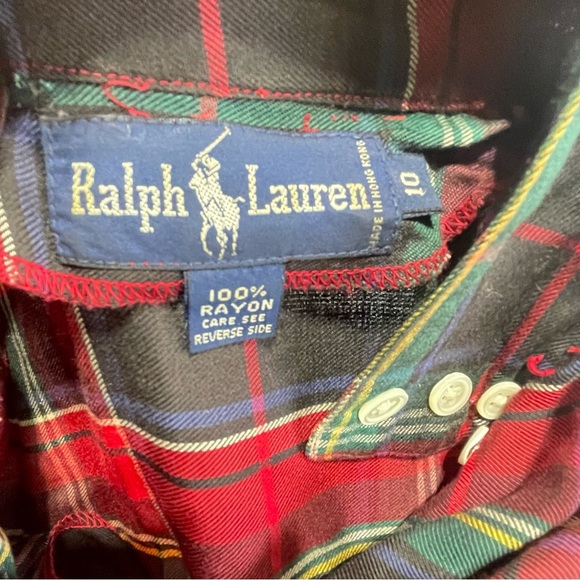 Ralph Lauren
MADE IN HONG KONG
10
100%
RAYON
CARE SEE
REVERSE SIDE